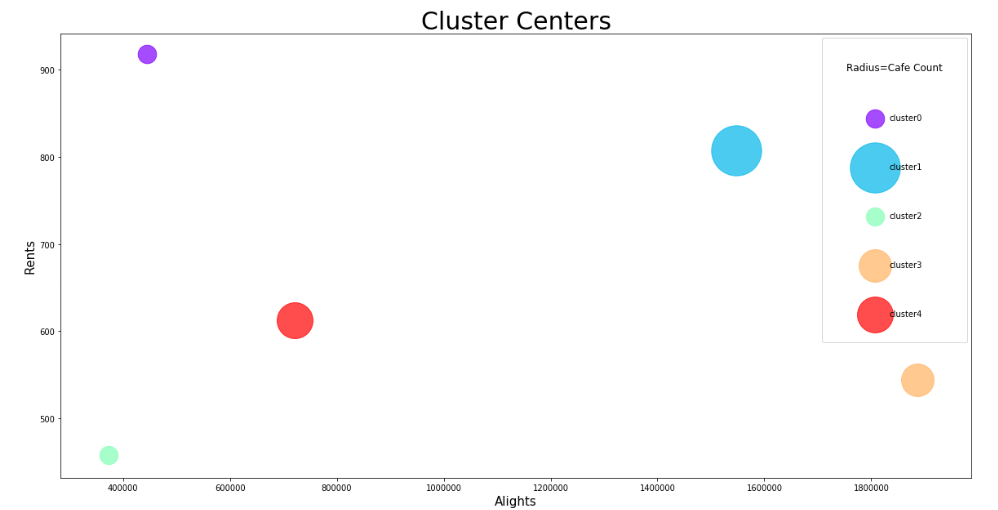 Cluster Centers
Radius=Cafe Count
cluster0
cluster1
cluster2
cluster3
cluster4
Rents
900
800
700
600
500
400000 600000 800000 1000000 1200000 1400000 1600000 1800000
Alights